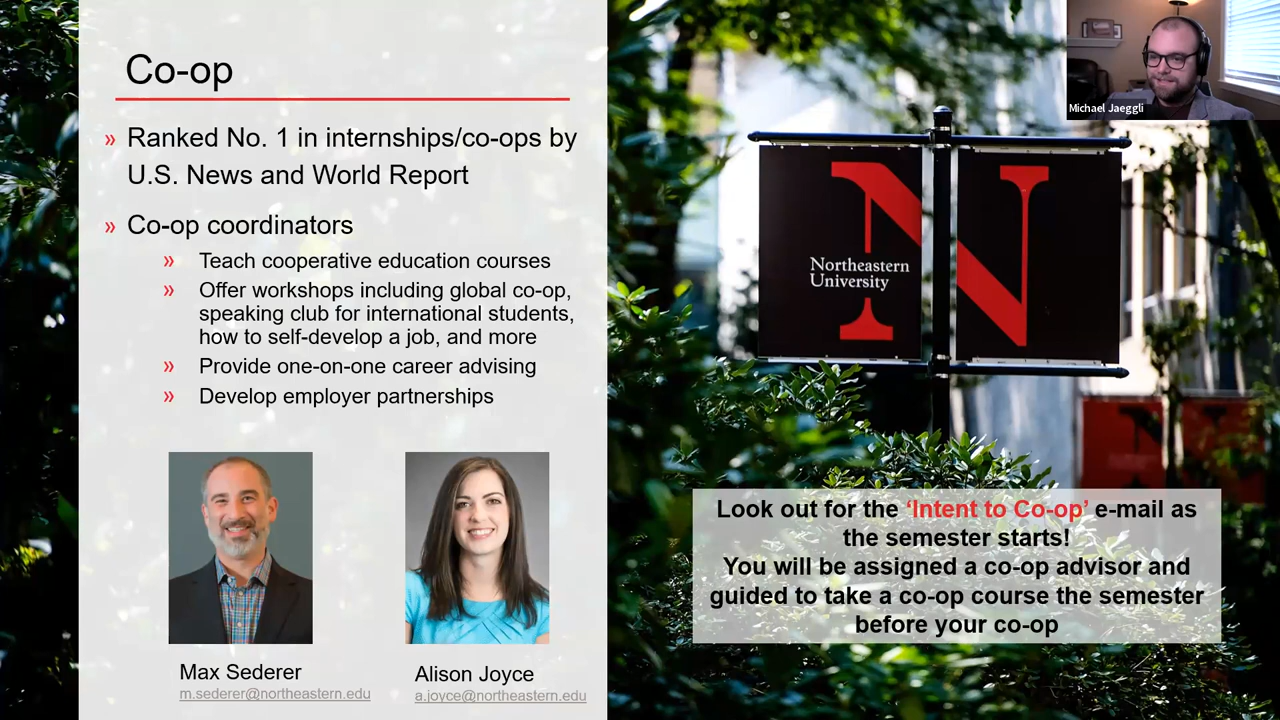 Co-op
» Ranked No. 1 in internships/co-ops by
U.S. News and World Report
» Co-op coordinators
» Teach cooperative education courses
» Offer workshops including global co-op,
speaking club for international students,
how to self-develop a job, and more
» Provide one-on-one career advising
» Develop employer partnerships
Max Sederer
m.sederer@northeastern.edu
Alison Joyce
a.joyce@northeastern.edu
Michael Jaeggli
N N
Northeastern
University
Look out for the 'Intent to Co-op' e-mail as
the semester starts!
You will be assigned a co-op advisor and
guided to take a co-op course the semester
before your co-op